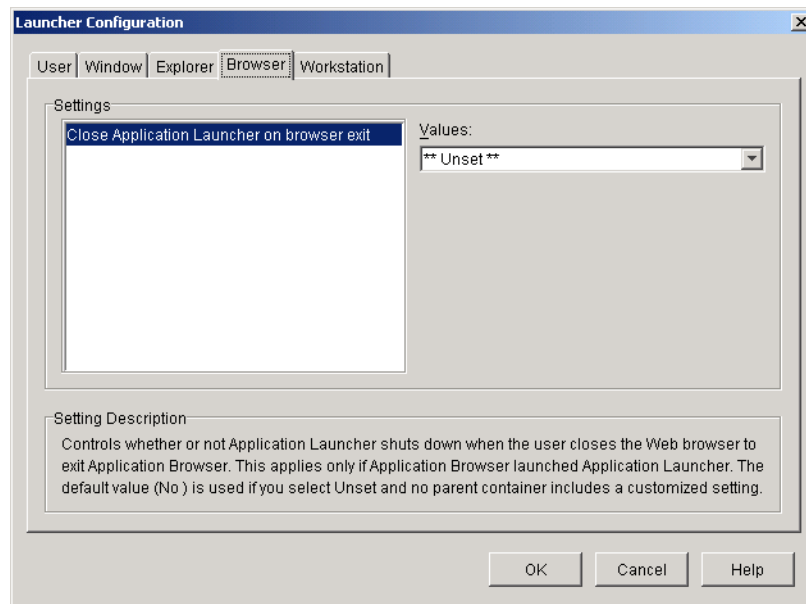 Launcher Configuration
User Window Explorer Browser Workstation
Settings
Close Application Launcher on browser exit
Values:
** Unset **
Setting Description
Controls whether or not Application Launcher shuts down when the user closes the Web browser to
exit Application Browser. This applies only if Application Browser launched Application Launcher. The
default value (No ) is used if you select Unset and no parent container includes a customized setting.
OK Cancel Help